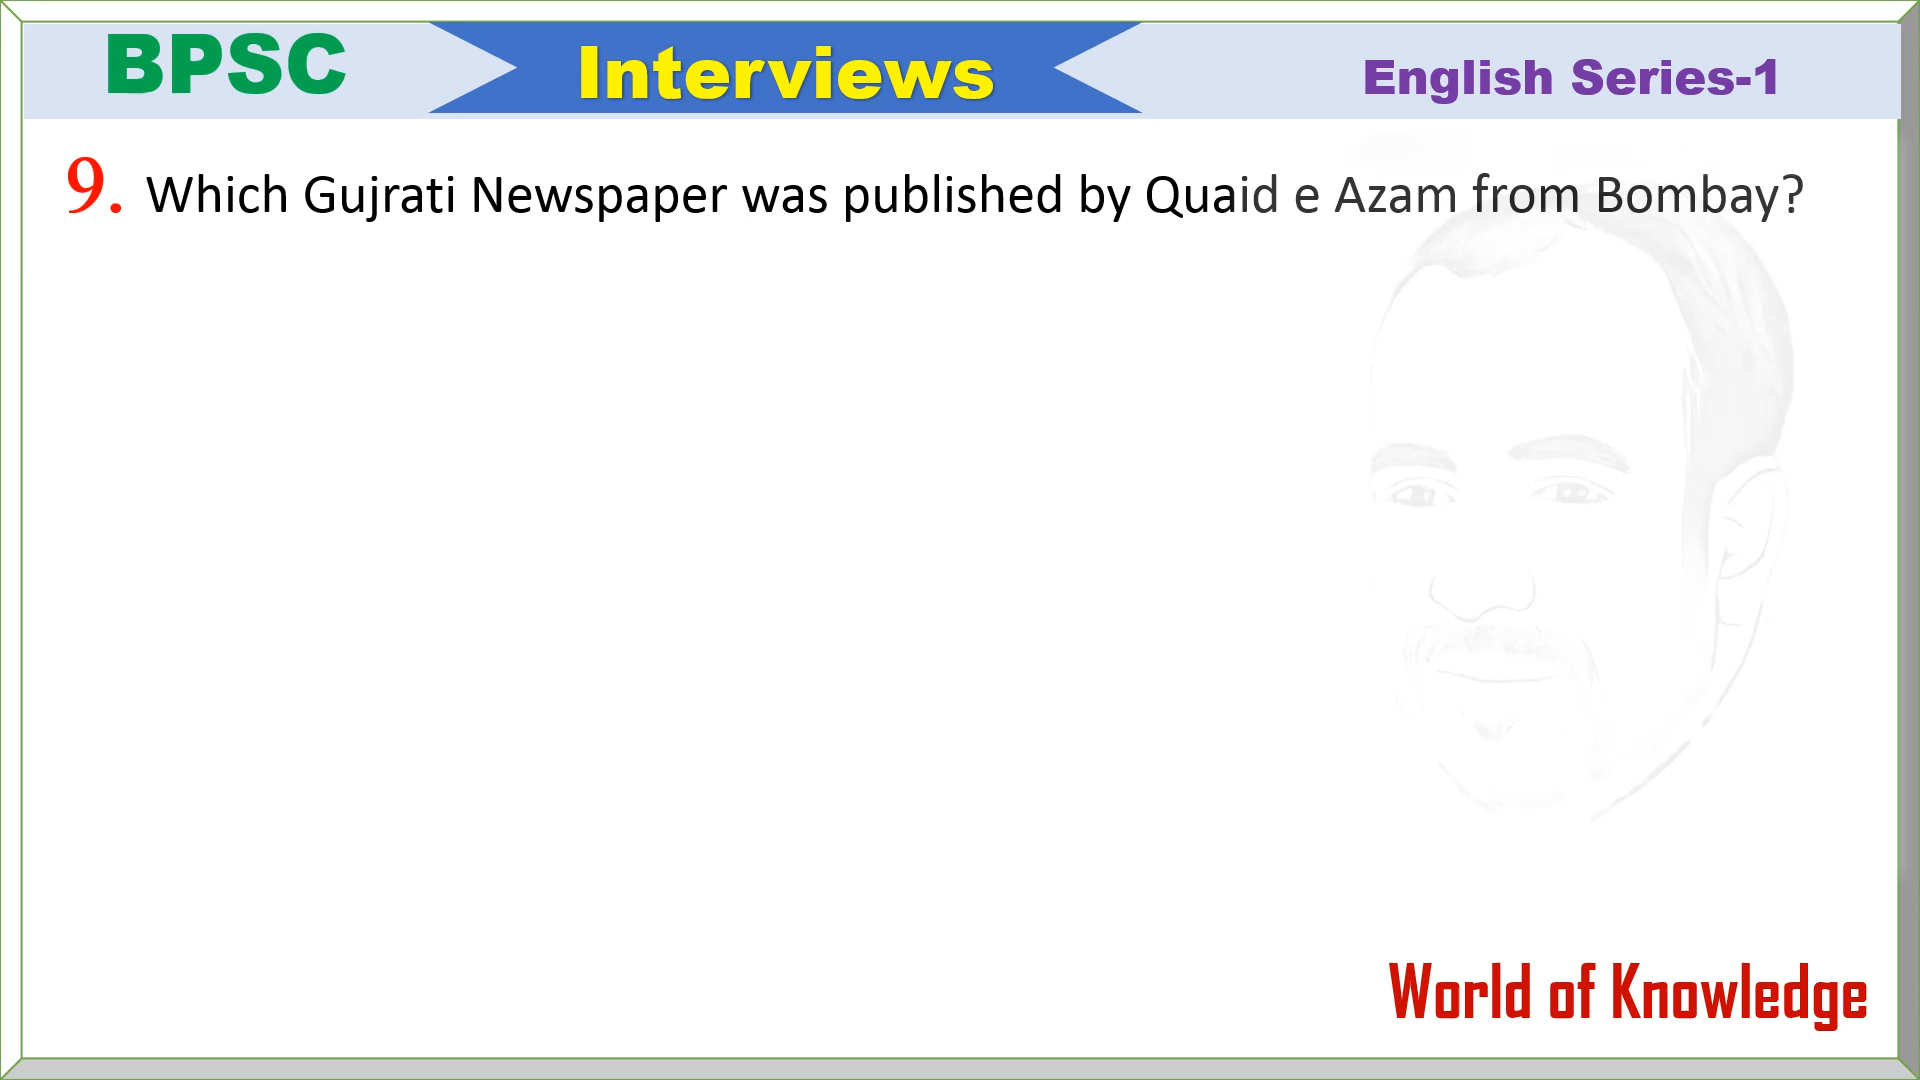 BPSC
Interviews
English Series-1
9. Which Gujrati Newspaper was published by Quaid e Azam from Bombay?
World of Knowledge